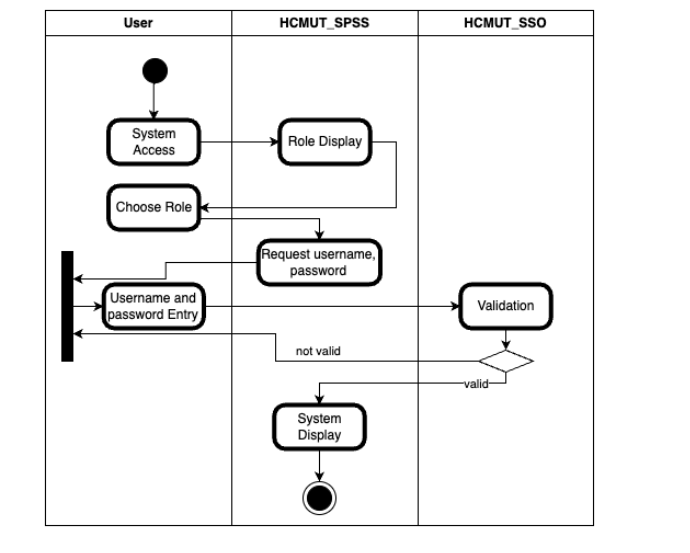 User
HCMUT_SPSS
HCMUT_SSO
System
Access
Role Display
Choose Role
Request username,
password
Username and
password Entry
Validation
not valid
valid
System
Display